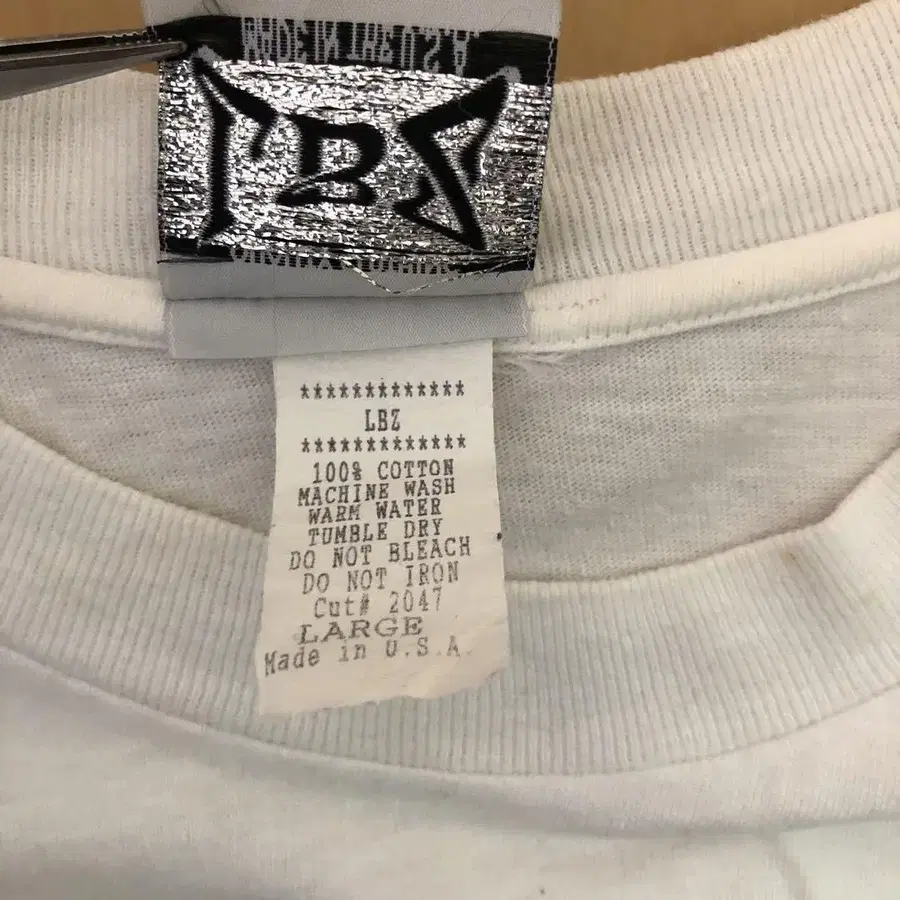 *************
LBZ
*************
100% COTTON
MACHINE WASH
WARM WATER
TUMBLE DRY
DO NOT BLEACH
DO NOT IRON
Cut# 2047
LARGE
Made in U.S.A.